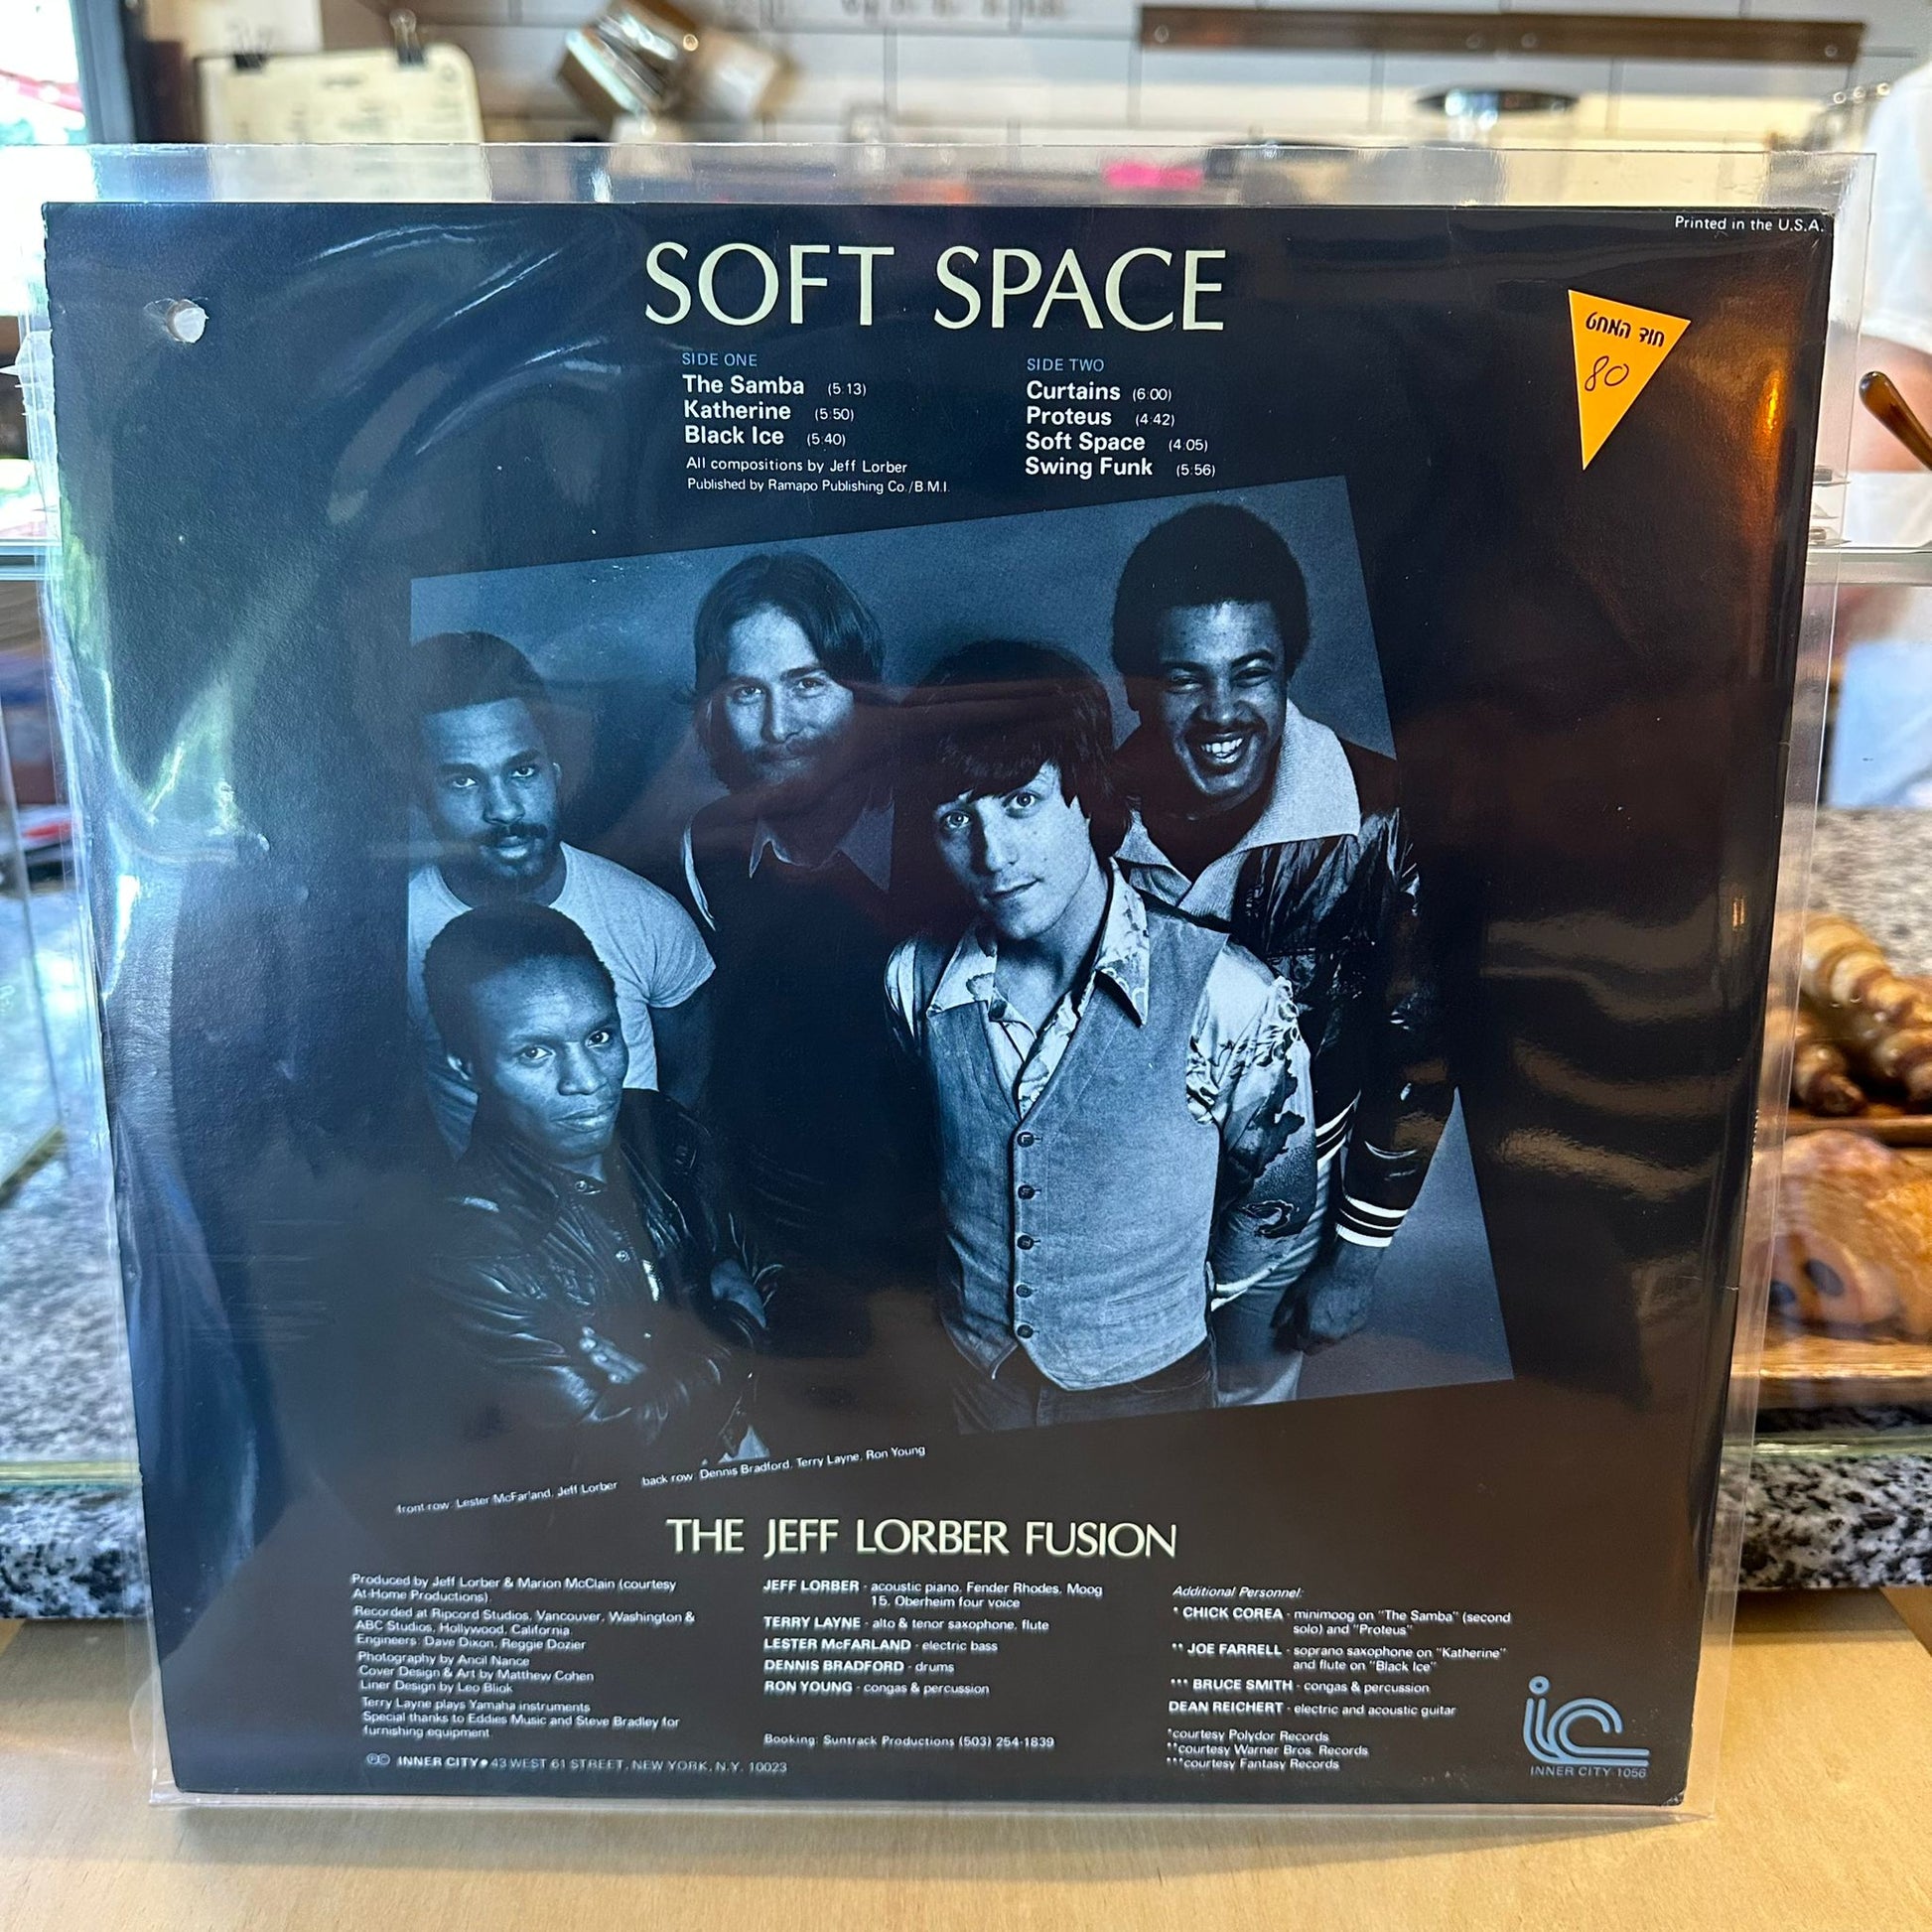 Printed in the U.S.A.
SOFT SPACE
חוד המחט
80
SIDE ONE
The Samba (5:13)
Katherine (5:50)
Black Ice (5:40)
All compositions by Jeff Lorber
Published by Ramapo Publishing Co./B.M.I.
SIDE TWO
Curtains (6:00)
Proteus (4:42)
Soft Space (4:05)
Swing Funk (5:56)
front row: Lester McFarland, Jeff Lorber back row: Dennis Bradford, Terry Layne, Ron Young
THE JEFF LORBER FUSION
Produced by Jeff Lorber & Marion McClain (courtesy
At-Home Productions).
Recorded at Ripcord Studios, Vancouver, Washington &
ABC Studios, Hollywood, California.
Engineers: Dave Dixon, Reggie Dozier
Photography by Ancil Nance
Cover Design & Art by Matthew Cohen
Liner Design by Leo Bliok
Terry Layne plays Yamaha instruments
Special thanks to Eddies Music and Steve Bradley for
furnishing equipment.
JEFF LORBER - acoustic piano, Fender Rhodes, Moog
15, Oberheim four voice
TERRY LAYNE - alto & tenor saxophone, flute
LESTER McFARLAND - electric bass
DENNIS BRADFORD - drums
RON YOUNG - congas & percussion
Booking: Suntrack Productions (503) 254-1839
Additional Personnel:
* CHICK COREA - minimoog on "The Samba" (second
solo) and "Proteus"
** JOE FARRELL - soprano saxophone on "Katherine"
and flute on "Black Ice"
*** BRUCE SMITH - congas & percussion
DEAN REICHERT - electric and acoustic guitar
*courtesy Polydor Records
**courtesy Warner Bros. Records
***courtesy Fantasy Records
ⓅⒸ INNER CITY • 43 WEST 61 STREET, NEW YORK, N.Y. 10023
ic
INNER CITY 1056